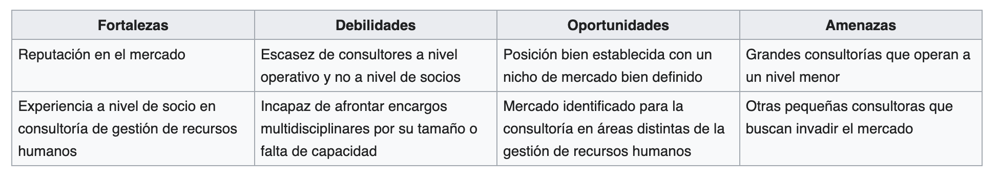 Fortalezas
Debilidades
Oportunidades
Amenazas
Reputación en el mercado
Escasez de consultores a nivel
operativo y no a nivel de socios
Posición bien establecida con un
nicho de mercado bien definido
Grandes consultorías que operan a
un nivel menor
Experiencia a nivel de socio en
consultoría de gestión de recursos
humanos
Incapaz de afrontar encargos
multidisciplinares por su tamaño o
falta de capacidad
Mercado identificado para la
consultoría en áreas distintas de la
gestión de recursos humanos
Otras pequeñas consultoras que
buscan invadir el mercado